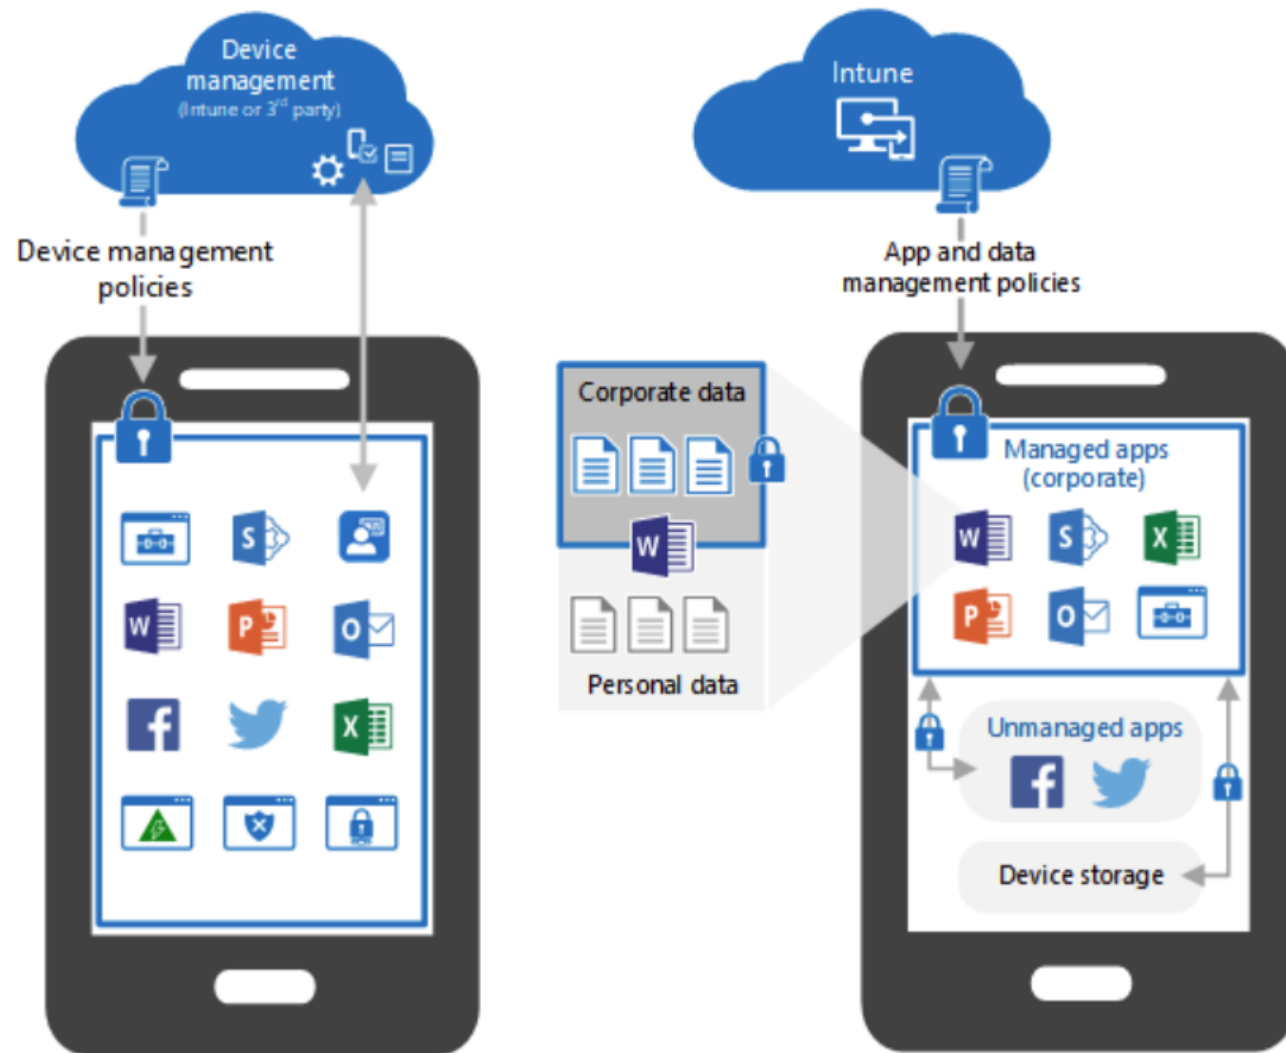 Device
management
(Intune or 3rd party)
Device management
policies
Intune
App and data
management policies
Corporate data
W
Personal data
Managed apps
(corporate)
S
W P O
f X
W S X
P O
Unmanaged apps
f
Device storage